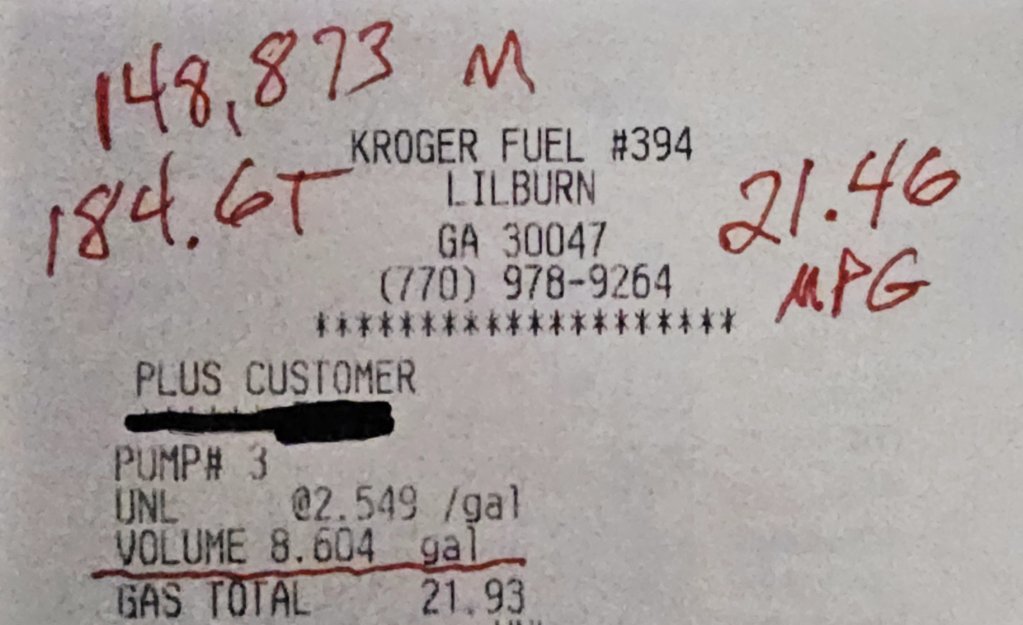 148,873 M
KROGER FUEL #394
184.6T
LILBURN
21.46
GA 30047
MPG
(770) 978-9264
********************
PLUS CUSTOMER
PUMP# 3
UNL @2.549 /gal
VOLUME 8.604 gal
GAS TOTAL 21.93